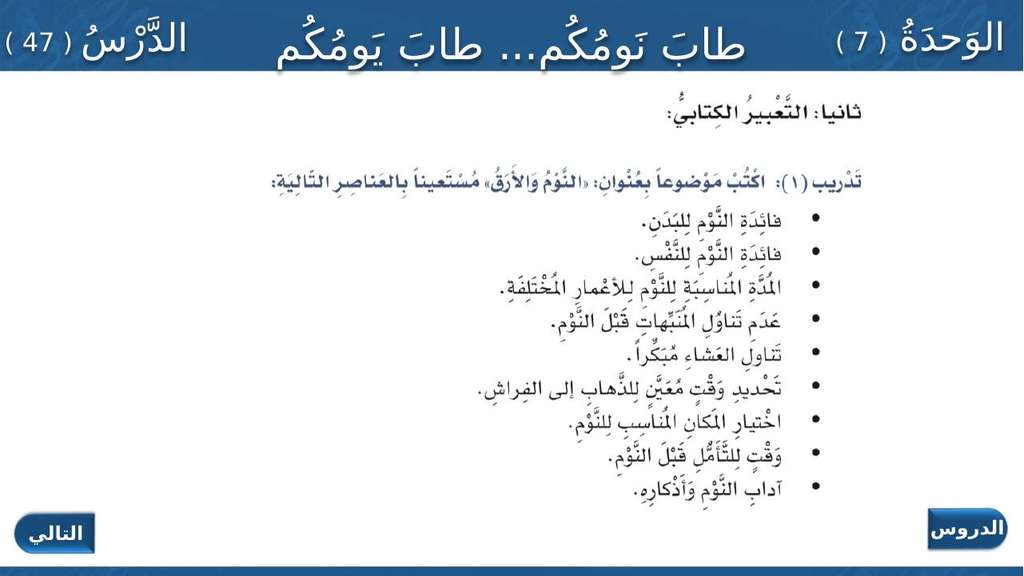 الوَحدَةُ ( 7 )
طابَ نَومُكُم... طابَ يَومُكُم
الدَّرْسُ ( 47 )
ثانيا: التَّعْبيرُ الكِتابيُّ:
تَدْريب (١): اكْتُبْ مَوْضوعاً بِعُنْوانِ: «النَّوْمُ وَالأَرَقُ» مُسْتَعيناً بِالعَناصِرِ التَّالِيَةِ:
• فائِدَةِ النَّوْمِ لِلبَدَنِ.
• فائِدَةِ النَّوْمِ لِلنَّفْسِ.
• المُدَّةِ المُناسِبَةِ لِلنَّوْمِ لِلأعْمارِ المُخْتَلِفَةِ.
• عَدَمِ تَناوُلِ المُنَبِّهاتِ قَبْلَ النَّوْمِ.
• تَناولِ العَشاءِ مُبَكِّراً.
• تَحْديدِ وَقْتٍ مُعَيَّنٍ لِلذَّهابِ إلى الفِراشِ.
• اخْتيارِ المَكانِ المُناسِبِ لِلنَّوْمِ.
• وَقْتٍ لِلتَّأَمُّلِ قَبْلَ النَّوْمِ.
• آدابِ النَّوْمِ وَأَذْكارِهِ.
الدروس
التالي